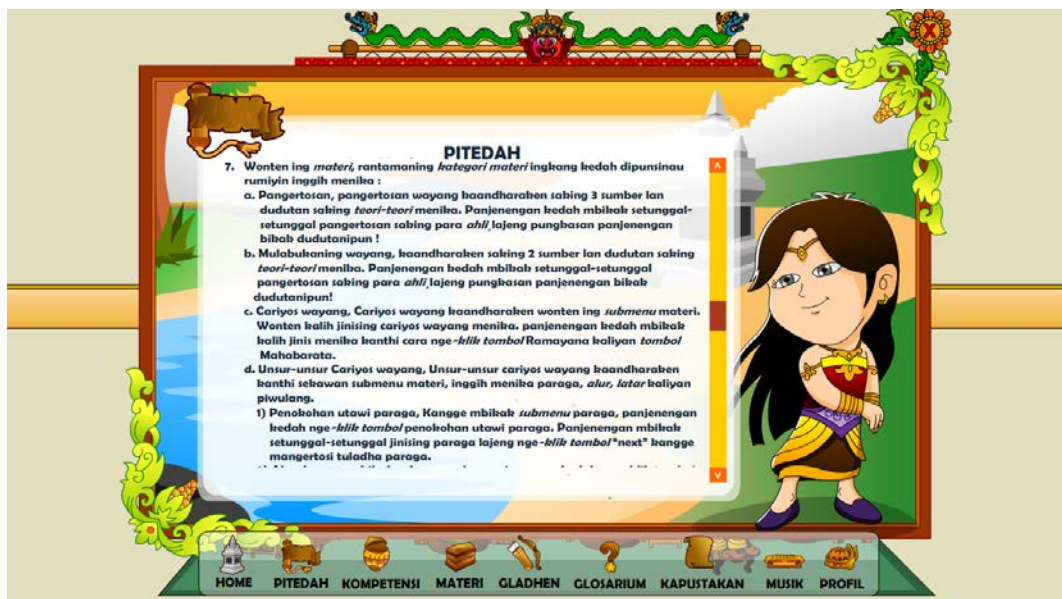 PITEDAH
7. Wonten ing materi, rantamaning kategori materi ingkang kedah dipunsinau
rumiyin inggih menika :
a. Pangertosan, pangertosan wayang kaandharaken saking 3 sumber lan
dudutan saking teori-teori menika. Panjenengan kedah mbikak setunggal-
setunggal pangertosan saking para ahli, lajeng pungkasan panjenengan
bikak dudutanipun !
b. Mulabukaning wayang, kaandharaken saking 2 sumber lan dudutan saking
teori-teori menika. Panjenengan kedah mbikak setunggal-setunggal
pangertosan saking para ahli, lajeng pungkasan panjenengan bikak
dudutanipun!
c. Cariyos wayang, Cariyos wayang kaandharaken wonten ing submenu materi.
Wonten kalih jinising cariyos wayang menika. panjenengan kedah mbikak
kalih jinis menika kanthi cara nge-klik tombol Ramayana kaliyan tombol
Mahabarata.
d. Unsur-unsur Cariyos wayang, Unsur-unsur cariyos wayang kaandharaken
kanthi sekawan submenu materi, inggih menika paraga, alur, latar kaliyan
piwulang.
1) Penokohan utawi paraga, Kangge mbikak submenu paraga, panjenengan
kedah nge-klik tombol penokohan utawi paraga. Panjenengan mbikak
setunggal-setunggal jinising paraga lajeng nge-klik tombol "next" kangge
mangertosi tuladha paraga.
X
HOME PITEDAH KOMPETENSI MATERI GLADHEN GLOSARIUM KAPUSTAKAN MUSIK PROFIL